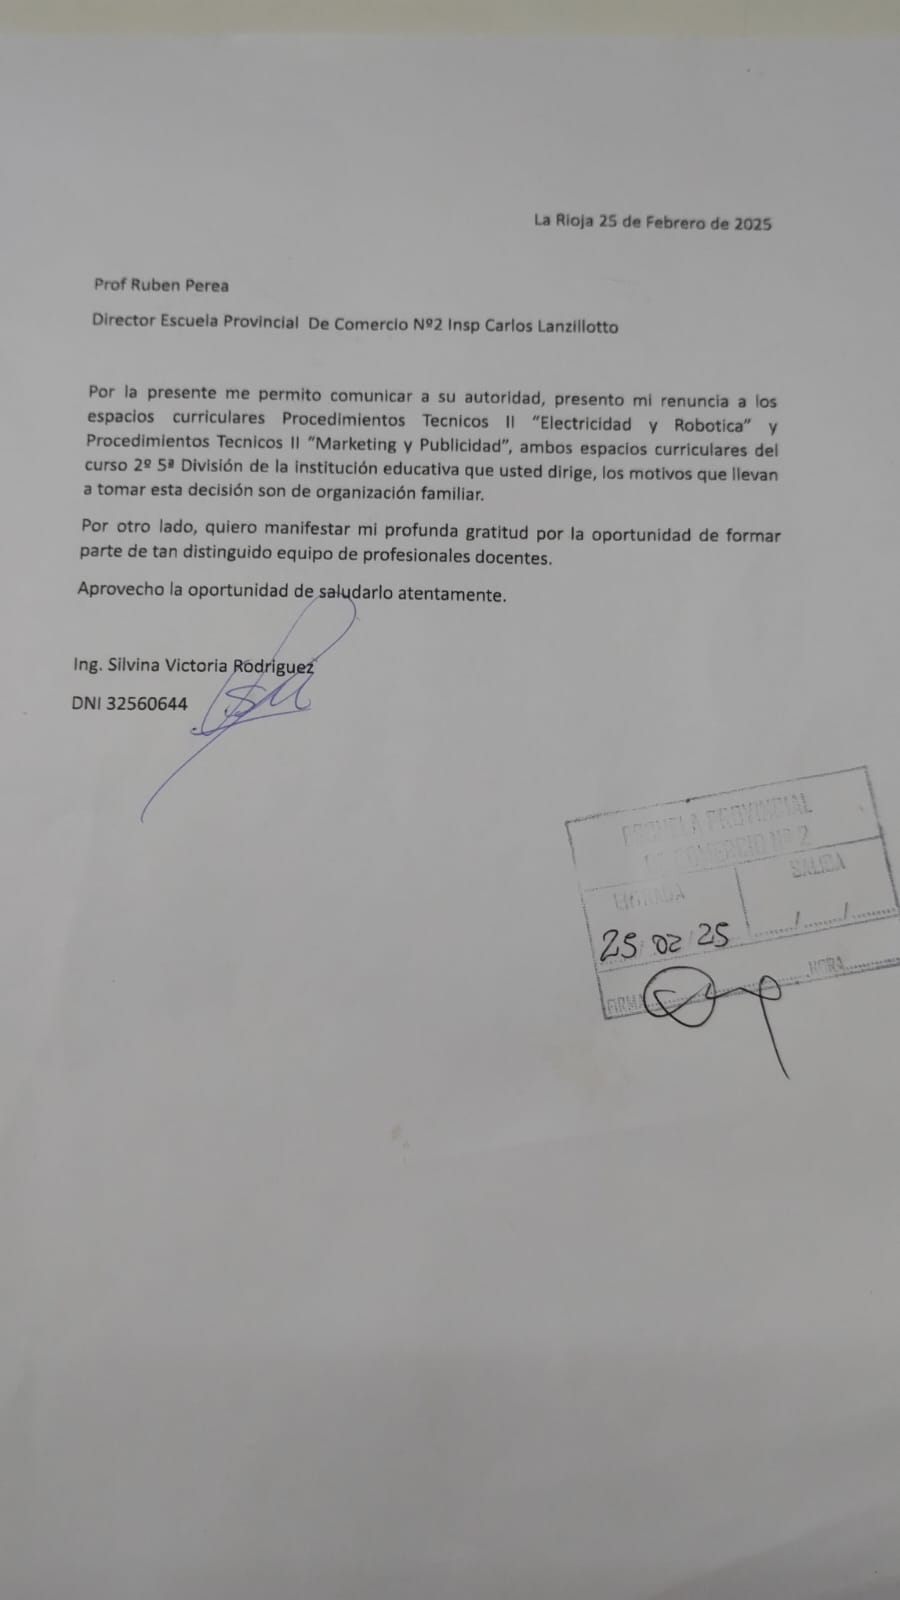 La Rioja 25 de Febrero de 2025
Prof Ruben Perea
Director Escuela Provincial De Comercio Nº2 Insp Carlos Lanzillotto
Por la presente me permito comunicar a su autoridad, presento mi renuncia a los
espacios curriculares Procedimientos Tecnicos II “Electricidad y Robotica” y
Procedimientos Tecnicos II “Marketing y Publicidad”, ambos espacios curriculares del
curso 2º 5ª División de la institución educativa que usted dirige, los motivos que llevan
a tomar esta decisión son de organización familiar.
Por otro lado, quiero manifestar mi profunda gratitud por la oportunidad de formar
parte de tan distinguido equipo de profesionales docentes.
Aprovecho la oportunidad de saludarlo atentamente.
Ing. Silvina Victoria Rodriguez
DNI 32560644
ESCUELA PROVINCIAL
DE COMERCIO Nº 2
ENTRADA SALIDA
25 02 25 ....../....../......
FIRMA HORA